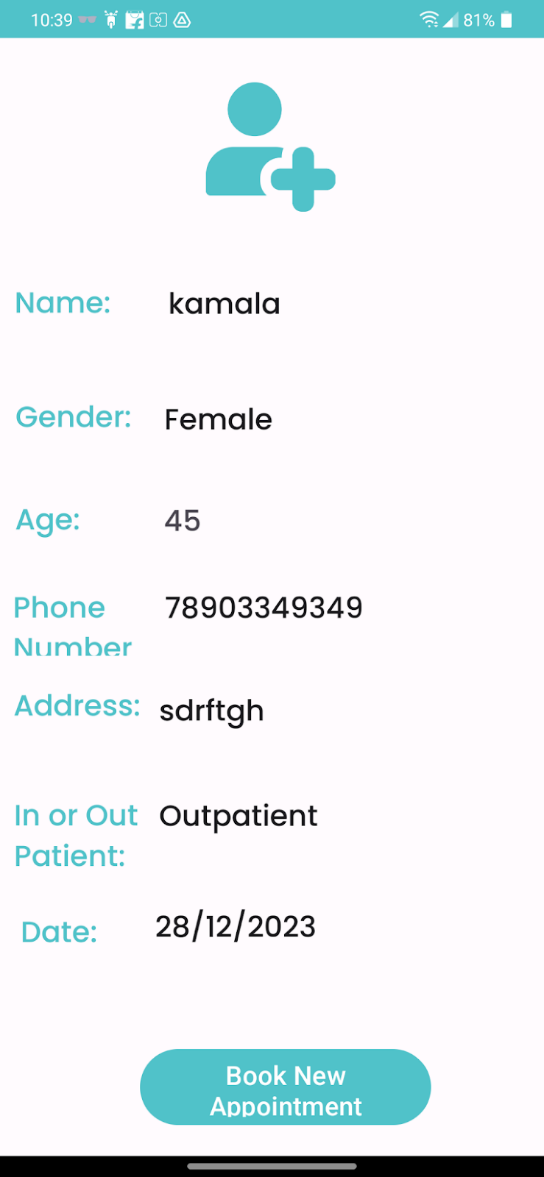 10:39 81%
Name: kamala
Gender: Female
Age: 45
Phone 78903349349
Number
Address: sdrftgh
In or Out Outpatient
Patient:
Date: 28/12/2023
Book New
Appointment